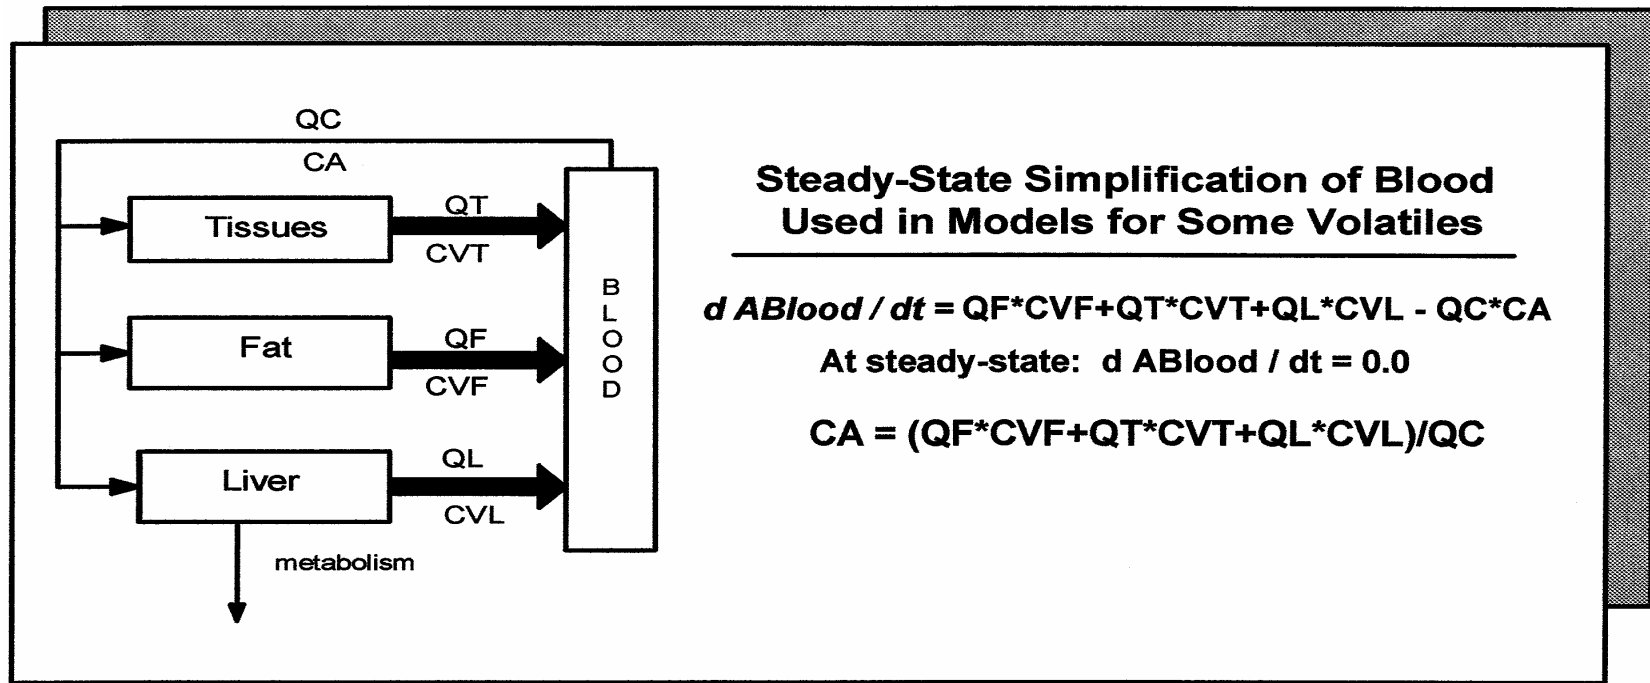 QC
CA
Tissues
QT
CVT
Fat
QF
CVF
Liver
QL
CVL
metabolism
BLOOD
Steady-State Simplification of Blood
Used in Models for Some Volatiles
d ABlood / dt = QF*CVF+QT*CVT+QL*CVL - QC*CA
At steady-state: d ABlood / dt = 0.0
CA = (QF*CVF+QT*CVT+QL*CVL)/QC